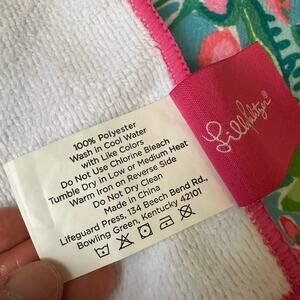 100% Polyester
Wash in Cool Water
with Like Colors
Do Not Use Chlorine Bleach
Tumble Dry in Low or Medium Heat
Warm Iron on Reverse Side
Do Not Dry Clean
Made in China
Lifeguard Press, 134 Beech Bend Rd.,
Bowling Green, Kentucky 42101
Lilly Pulitzer®